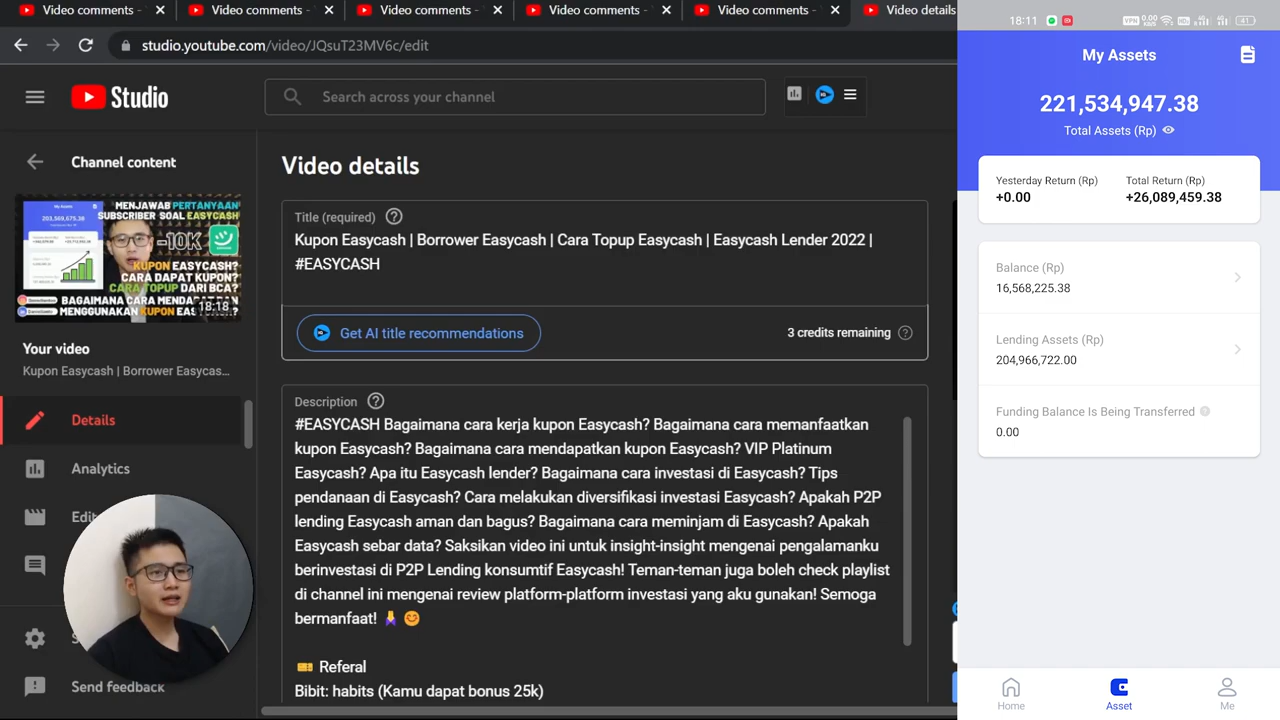 Video comments -
Video comments -
Video comments -
Video comments -
Video comments -
Video details
studio.youtube.com/video/JQsuT23MV6c/edit
Studio
Search across your channel
Channel content
MENJAWAB PERTANYAAN
SUBSCRIBER SOAL EASYCASH
My Assets
203,569,675.38
-10K
KUPON EASYCASH?
CARA DAPAT KUPON?
CARA TOPUP DARI BCA?
18:18
Your video
Kupon Easycash | Borrower Easycas...
Details
Analytics
Send feedback
Video details
Title (required)
Kupon Easycash | Borrower Easycash | Cara Topup Easycash | Easycash Lender 2022 |
#EASYCASH
Get AI title recommendations
3 credits remaining
Description
#EASYCASH Bagaimana cara kerja kupon Easycash? Bagaimana cara memanfaatkan
kupon Easycash? Bagaimana cara mendapatkan kupon Easycash? VIP Platinum
Easycash? Apa itu Easycash lender? Bagaimana cara investasi di Easycash? Tips
pendanaan di Easycash? Cara melakukan diversifikasi investasi Easycash? Apakah P2P
lending Easycash aman dan bagus? Bagaimana cara meminjam di Easycash? Apakah
Easycash sebar data? Saksikan video ini untuk insight-insight mengenai pengalamanku
berinvestasi di P2P Lending konsumtif Easycash! Teman-teman juga boleh check playlist
di channel ini mengenai review platform-platform investasi yang aku gunakan! Semoga
bermanfaat! 🙏 😊
🎫 Referal
Bibit: habits (Kamu dapat bonus 25k)
18:11
VPN 0.00 41
My Assets
221,534,947.38
Total Assets (Rp)
Yesterday Return (Rp) Total Return (Rp)
+0.00 +26,089,459.38
Balance (Rp)
16,568,225.38
Lending Assets (Rp)
204,966,722.00
Funding Balance Is Being Transferred
0.00
Home Asset Me